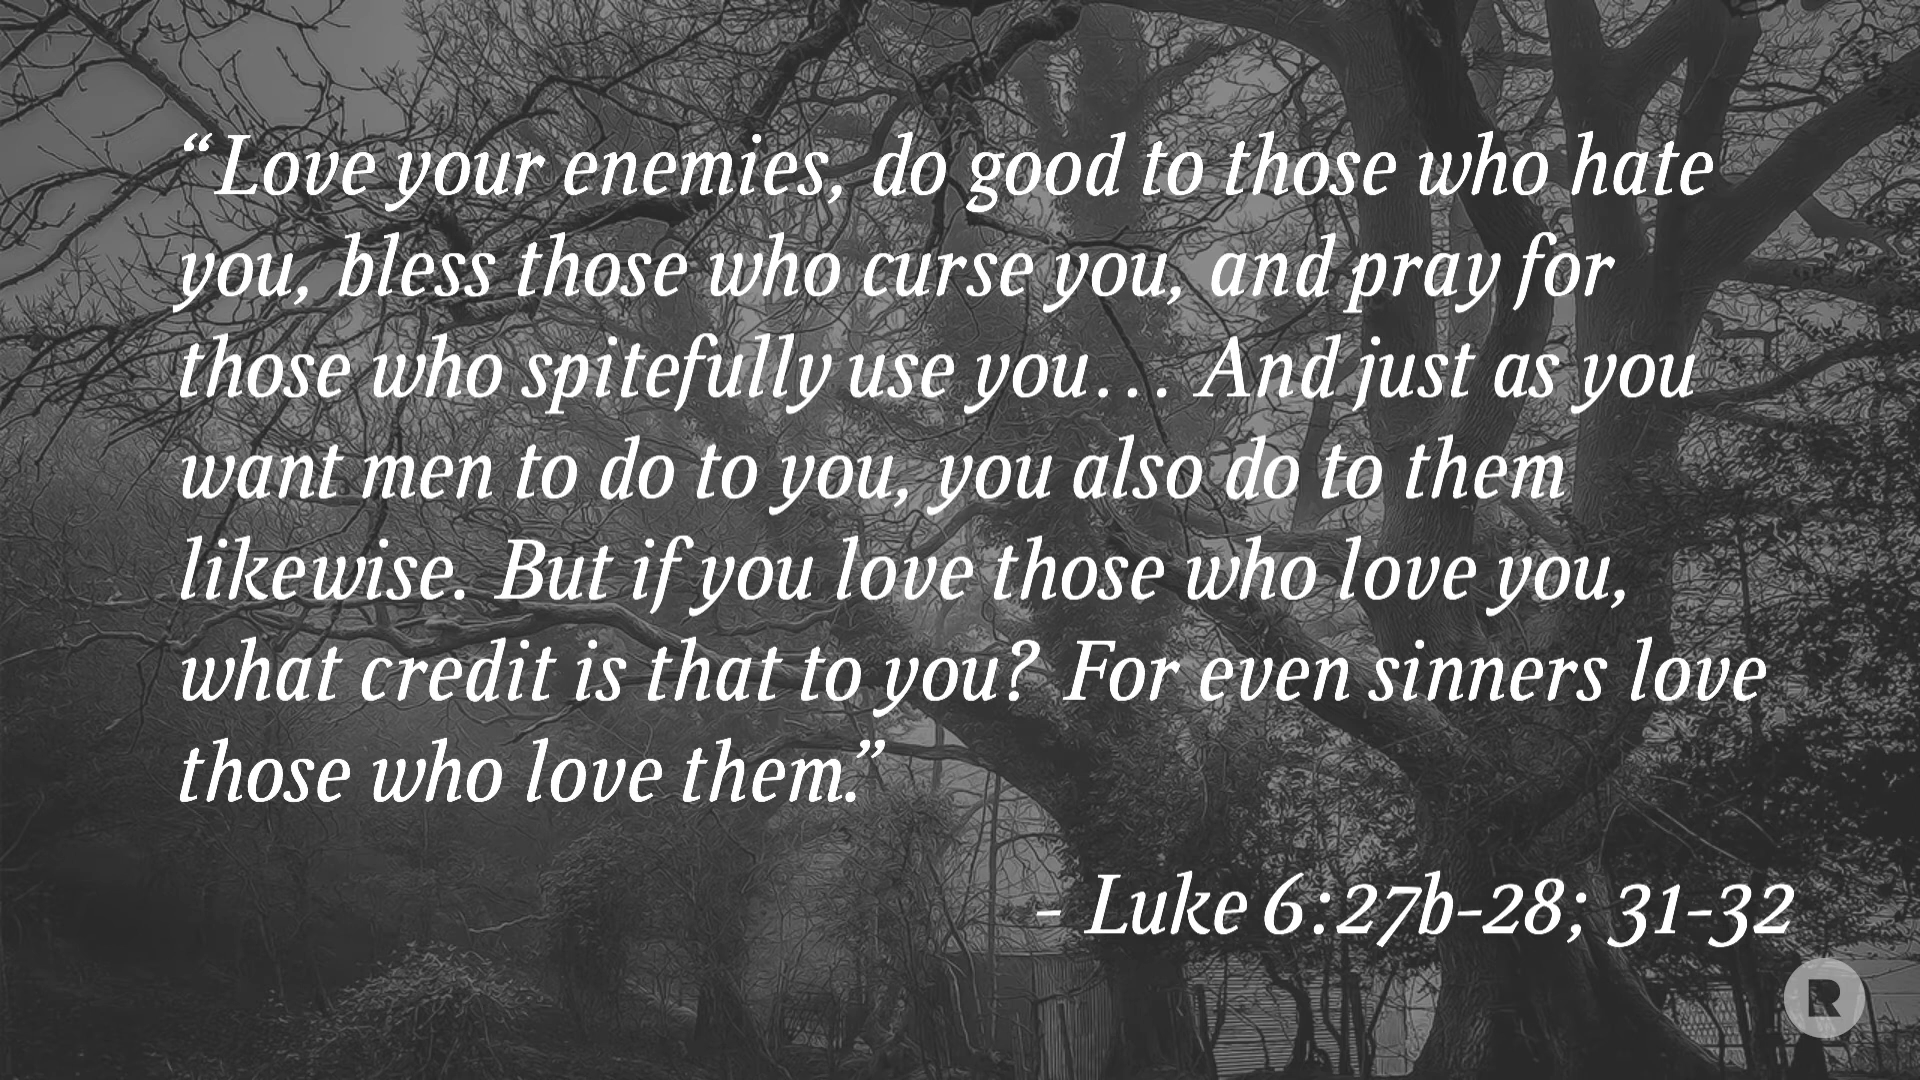 “Love your enemies, do good to those who hate
you, bless those who curse you, and pray for
those who spitefully use you… And just as you
want men to do to you, you also do to them
likewise. But if you love those who love you,
what credit is that to you? For even sinners love
those who love them.”
- Luke 6:27b-28; 31-32
R